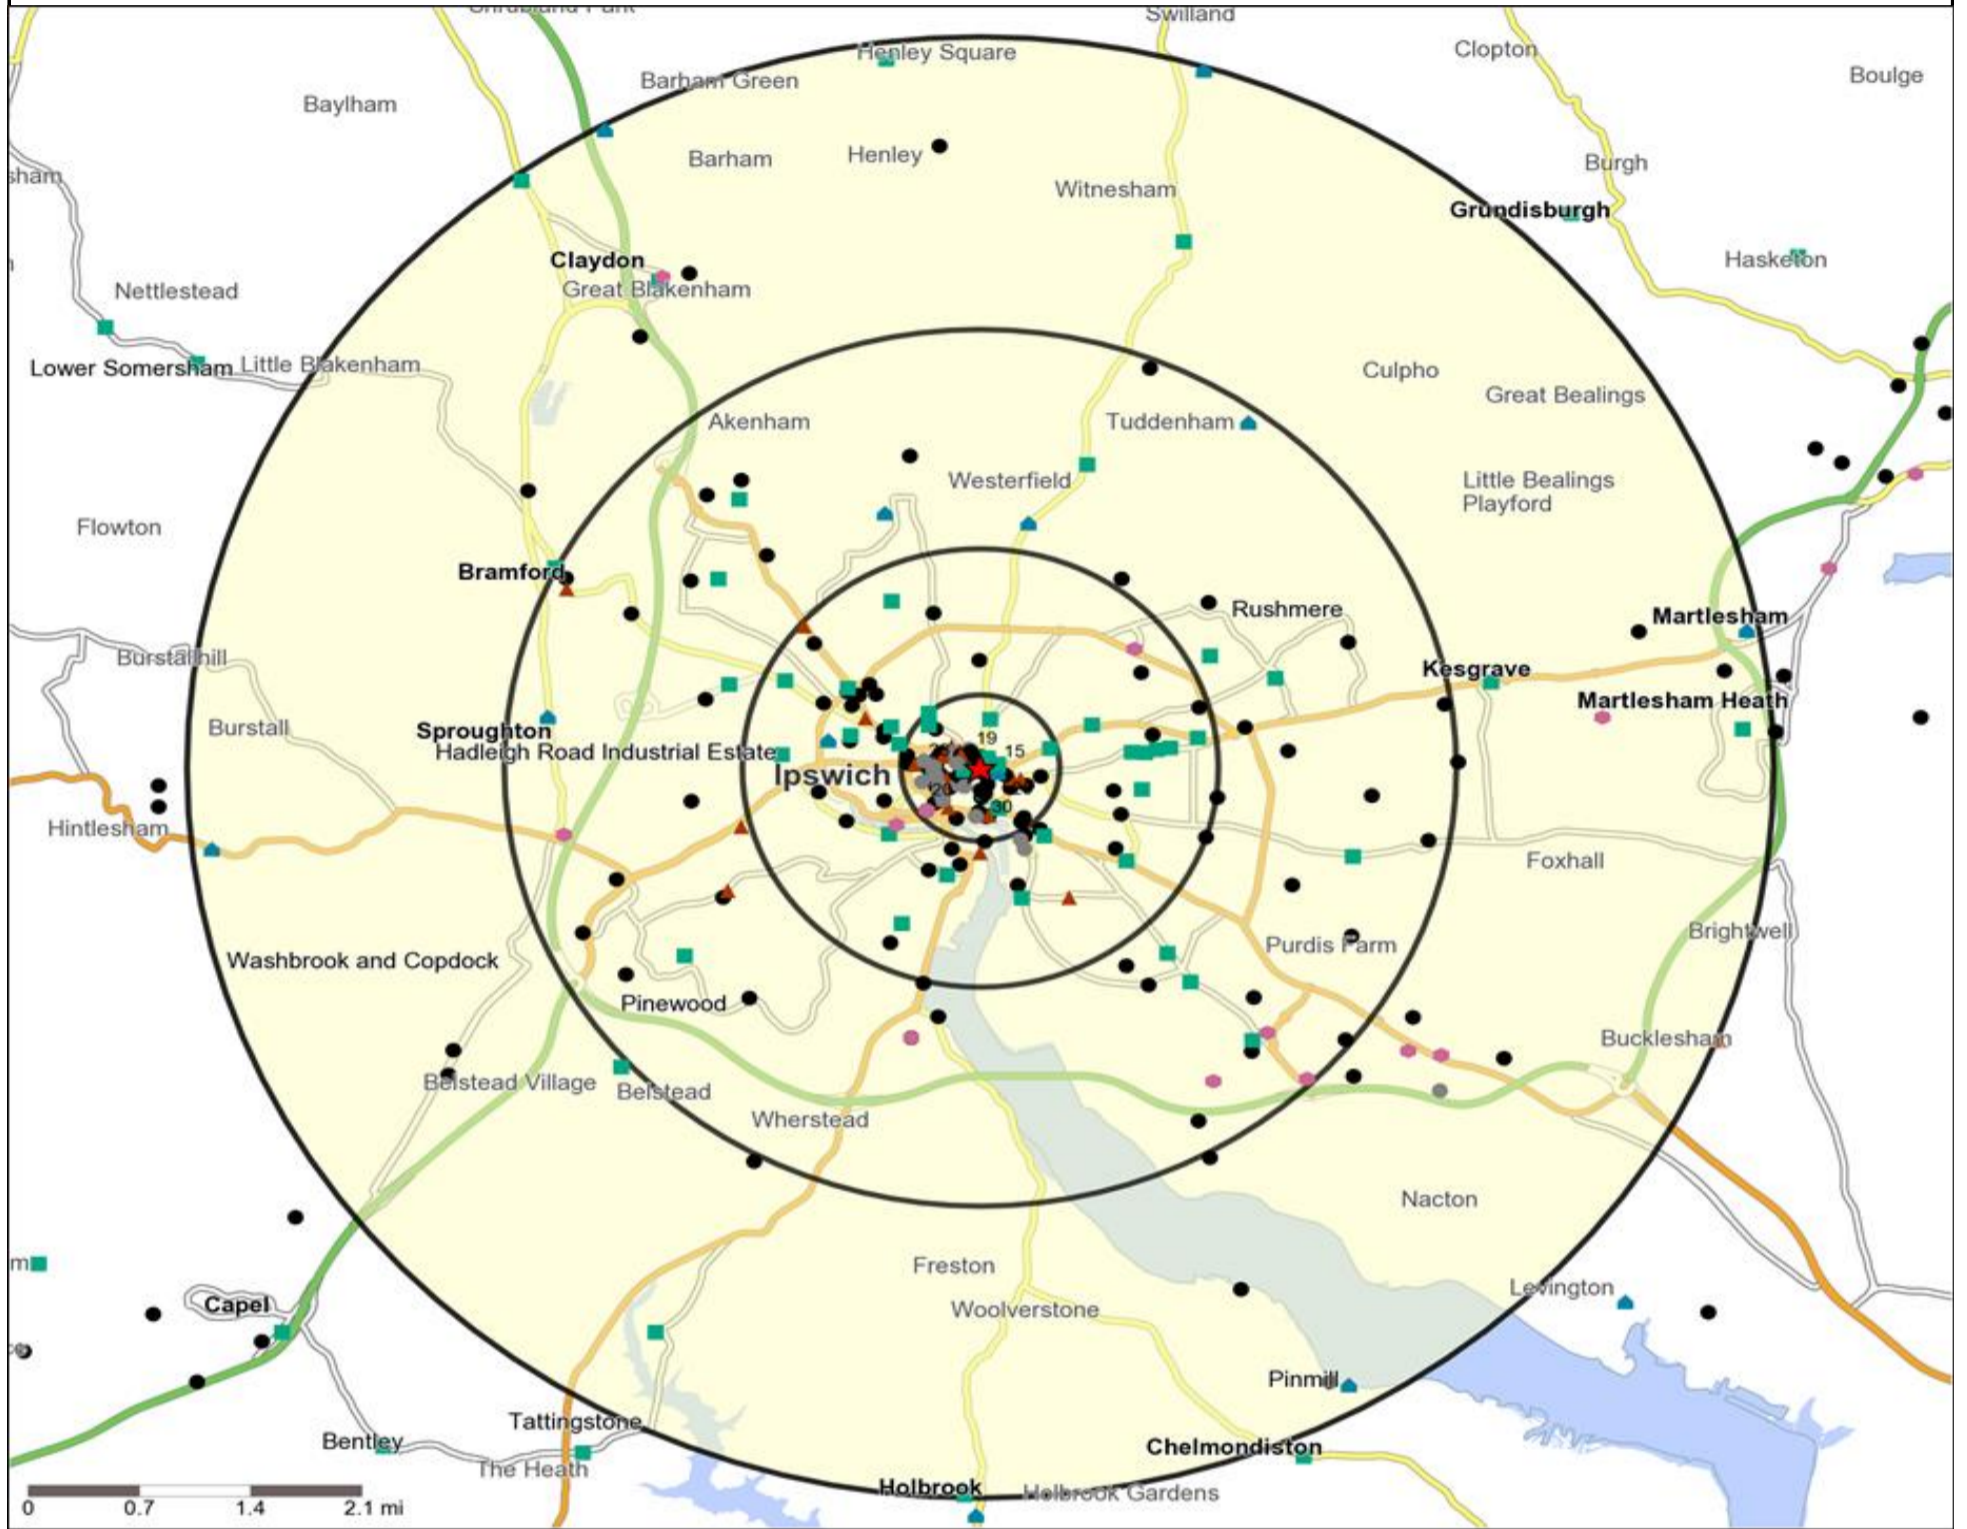 Swilland
Henley Square
Clopton
Boulge
Barham Green
Baylham
Barham
Henley
Burgh
Witnesham
sham
Grundisburgh
Claydon
Hasketon
Nettlestead
Great Blakenham
Lower Somersham
Little Blakenham
Culpho
Great Bealings
Akenham
Tuddenham
Westerfield
Little Bealings
Playford
Flowton
Bramford
Rushmere
Martlesham
Burstallhill
Kesgrave
Martlesham Heath
Burstall
Sproughton
19
Hadleigh Road Industrial Estate
15
Ipswich
20
30
Hintlesham
Foxhall
Brightwell
Purdis Farm
Washbrook and Copdock
Pinewood
Bucklesham
Belstead Village
Belstead
Wherstead
Nacton
Freston
m
Levington
Capel
Woolverstone
Pinmill
Tattingstone
Bentley
Chelmondiston
The Heath
Holbrook
Holbrook Gardens
0 0.7 1.4 2.1 mi